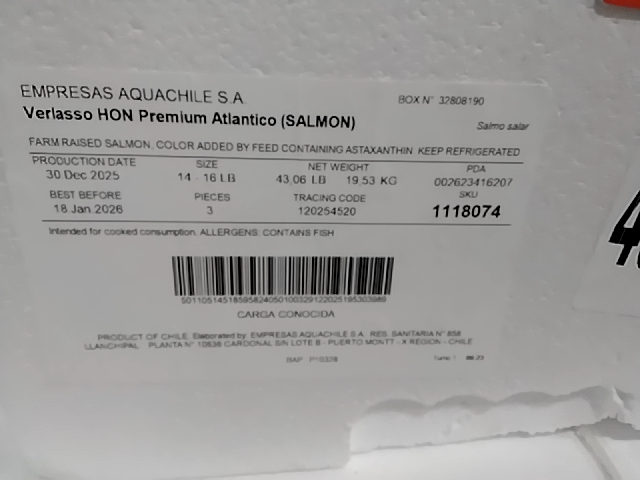 EMPRESAS AQUACHILE S.A.
BOX N° 32808190
Verlasso HON Premium Atlantico (SALMON)
Salmo salar
FARM RAISED SALMON, COLOR ADDED BY FEED CONTAINING ASTAXANTHIN. KEEP REFRIGERATED
PRODUCTION DATE SIZE NET WEIGHT PDA
30 Dec 2025 14 - 16 LB 43,06 LB 19,53 KG 002623416207
BEST BEFORE PIECES TRACING CODE SKU
18 Jan 2026 3 120254520 1118074
Intended for cooked consumption. ALLERGENS: CONTAINS FISH
CARGA CONOCIDA
PRODUCT OF CHILE. Elaborated by: EMPRESAS AQUACHILE S.A. RES. SANITARIA N°
LLANCHIPAL PLANTA N° 10638 CARDONAL S/N LOTE B - PUERTO MONTT - X REGION - CHILE